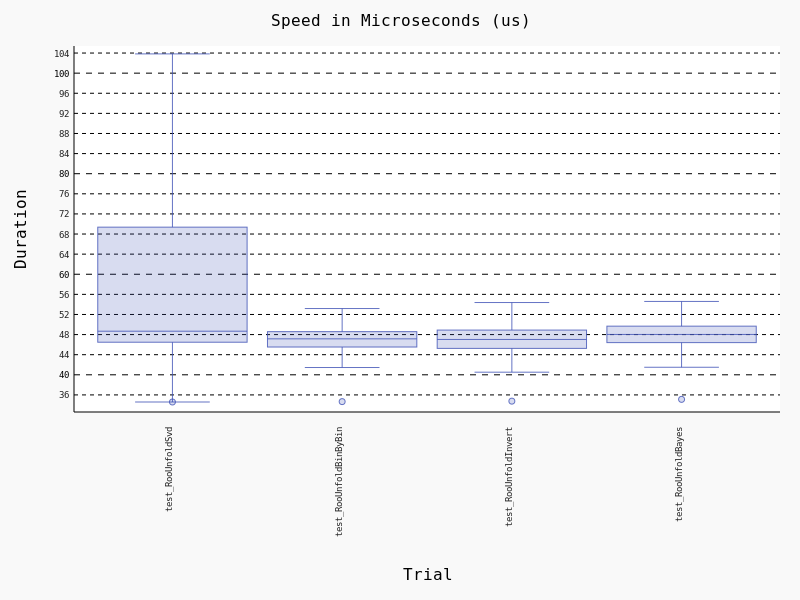 Speed in Microseconds (us)
Duration
104
100
96
92
88
84
80
76
72
68
64
60
56
52
48
44
40
36
test_RooUnfoldSvd
test_RooUnfoldBinByBin
test_RooUnfoldInvert
test_RooUnfoldBayes
Trial